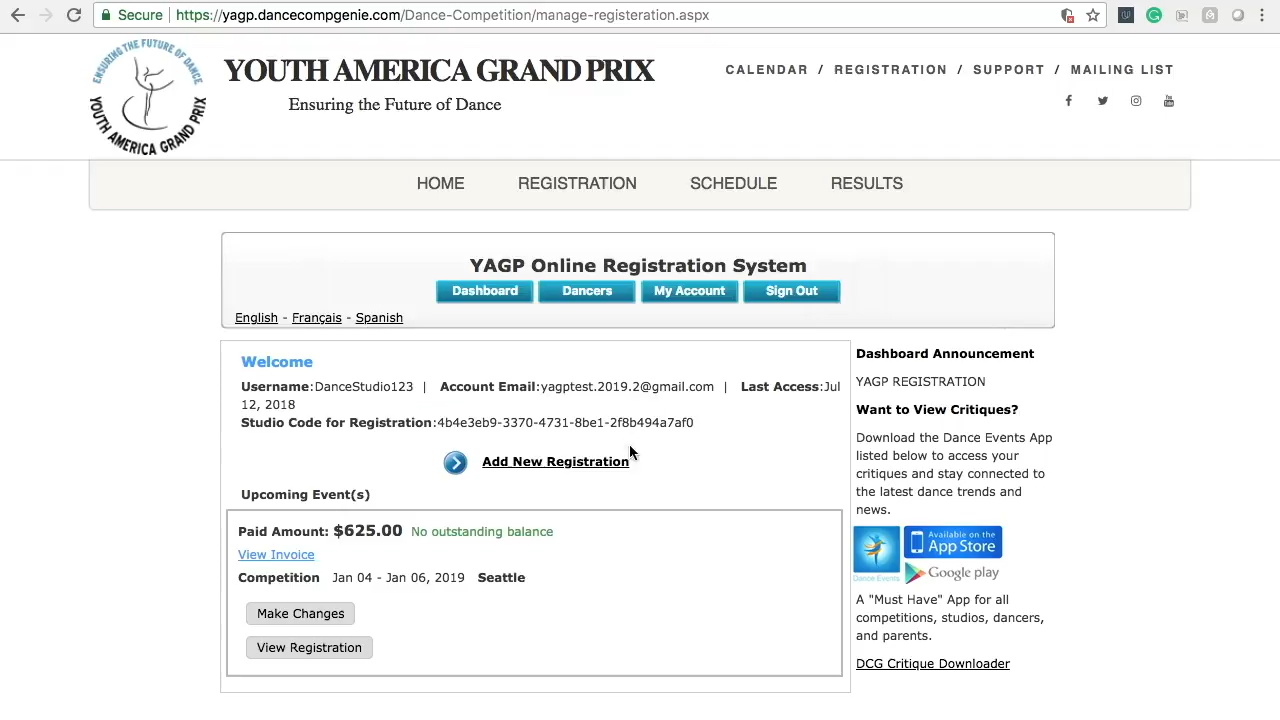 Secure
https://yagp.dancecompgenie.com/Dance-Competition/manage-registeration.aspx
ENSURING THE FUTURE OF DANCE
YOUTH AMERICA GRAND PRIX
YOUTH AMERICA GRAND PRIX
Ensuring the Future of Dance
CALENDAR / REGISTRATION / SUPPORT / MAILING LIST
HOME REGISTRATION SCHEDULE RESULTS
YAGP Online Registration System
Dashboard Dancers My Account Sign Out
English - Français - Spanish
Welcome
Username:DanceStudio123 | Account Email:yagptest.2019.2@gmail.com | Last Access:Jul
12, 2018
Studio Code for Registration:4b4e3eb9-3370-4731-8be1-2f8b494a7af0
Add New Registration
Upcoming Event(s)
Paid Amount: $625.00 No outstanding balance
View Invoice
Competition Jan 04 - Jan 06, 2019 Seattle
Make Changes
View Registration
Dashboard Announcement
YAGP REGISTRATION
Want to View Critiques?
Download the Dance Events App
listed below to access your
critiques and stay connected to
the latest dance trends and
news.
Dance Events
Available on the
App Store
Google play
A "Must Have" App for all
competitions, studios, dancers,
and parents.
DCG Critique Downloader